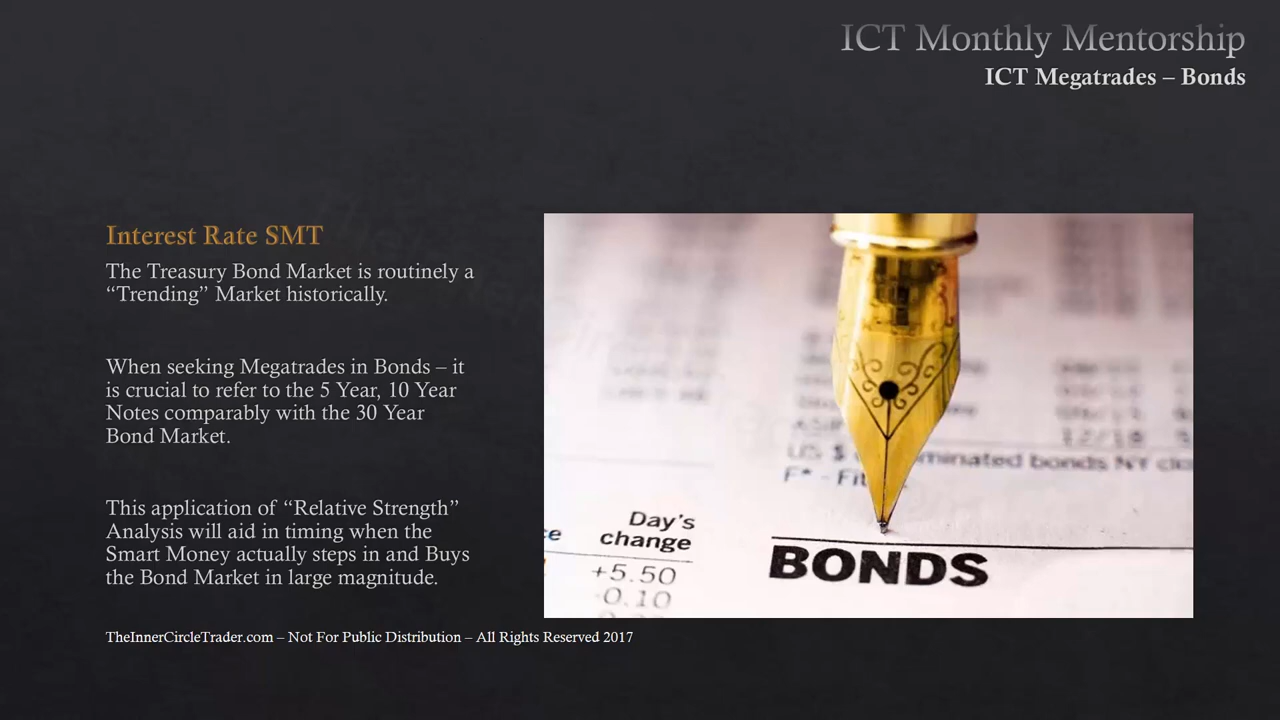 ICT Monthly Mentorship
ICT Megatrades – Bonds
Interest Rate SMT
The Treasury Bond Market is routinely a
“Trending” Market historically.
When seeking Megatrades in Bonds – it
is crucial to refer to the 5 Year, 10 Year
Notes comparably with the 30 Year
Bond Market.
This application of “Relative Strength”
Analysis will aid in timing when the
Smart Money actually steps in and Buys
the Bond Market in large magnitude.
US $
minated bonds NY
F* -
Day's
change
+5.50
-0.10
BONDS
TheInnerCircleTrader.com – Not For Public Distribution – All Rights Reserved 2017